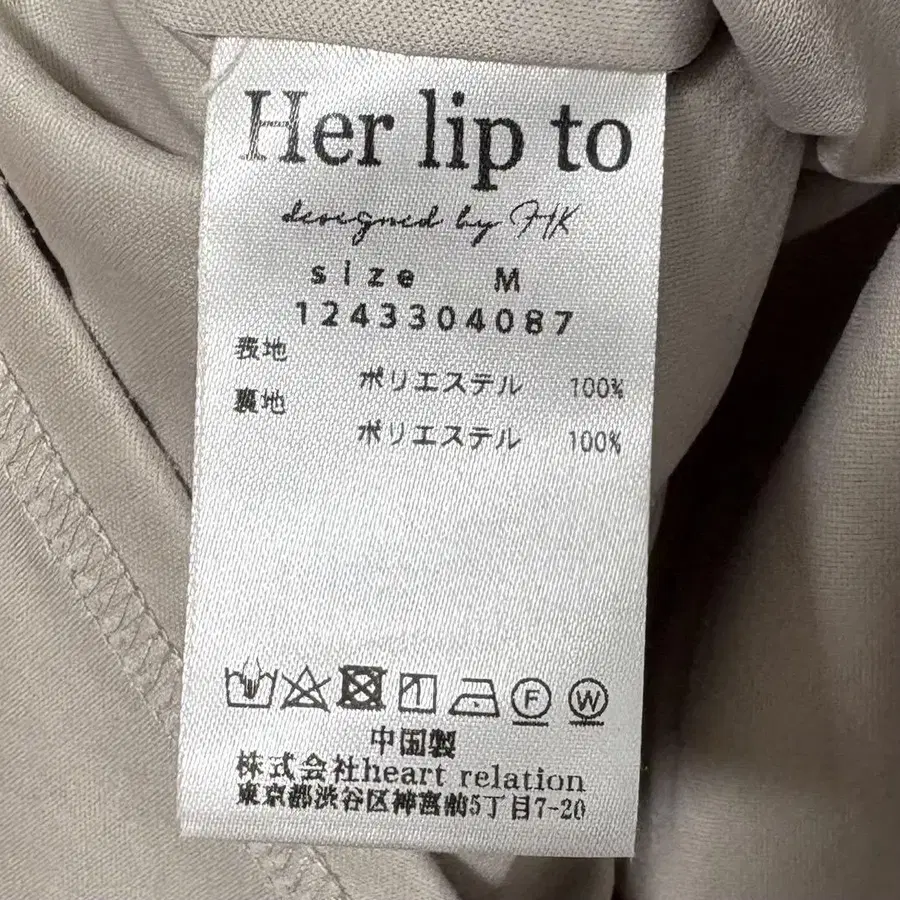 Her lip to
designed by HK
size M
1243304087
表地
ポリエステル 100%
裏地
ポリエステル 100%
F W
中国製
株式会社heart relation
東京都渋谷区神宮前5丁目7-20